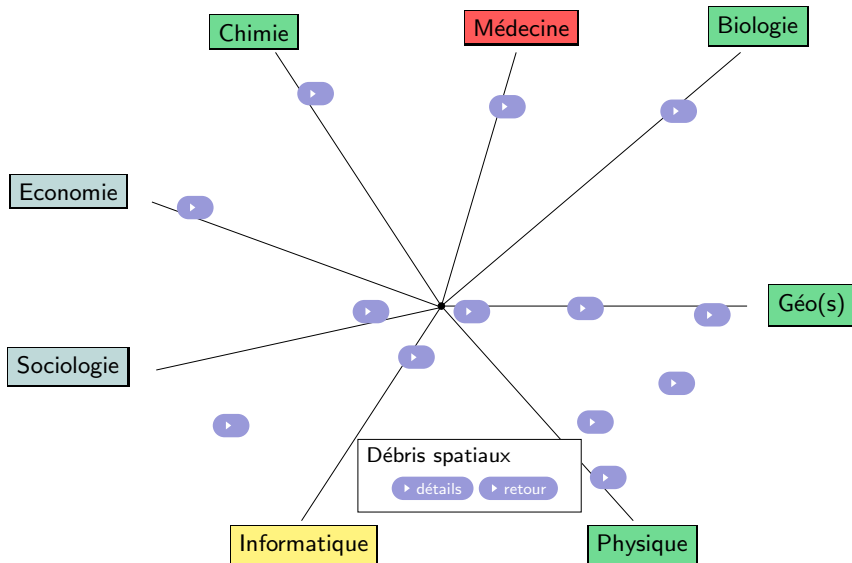 Chimie
Médecine
Biologie
Economie
Géo(s)
Sociologie
Débris spatiaux
détails retour
Informatique
Physique